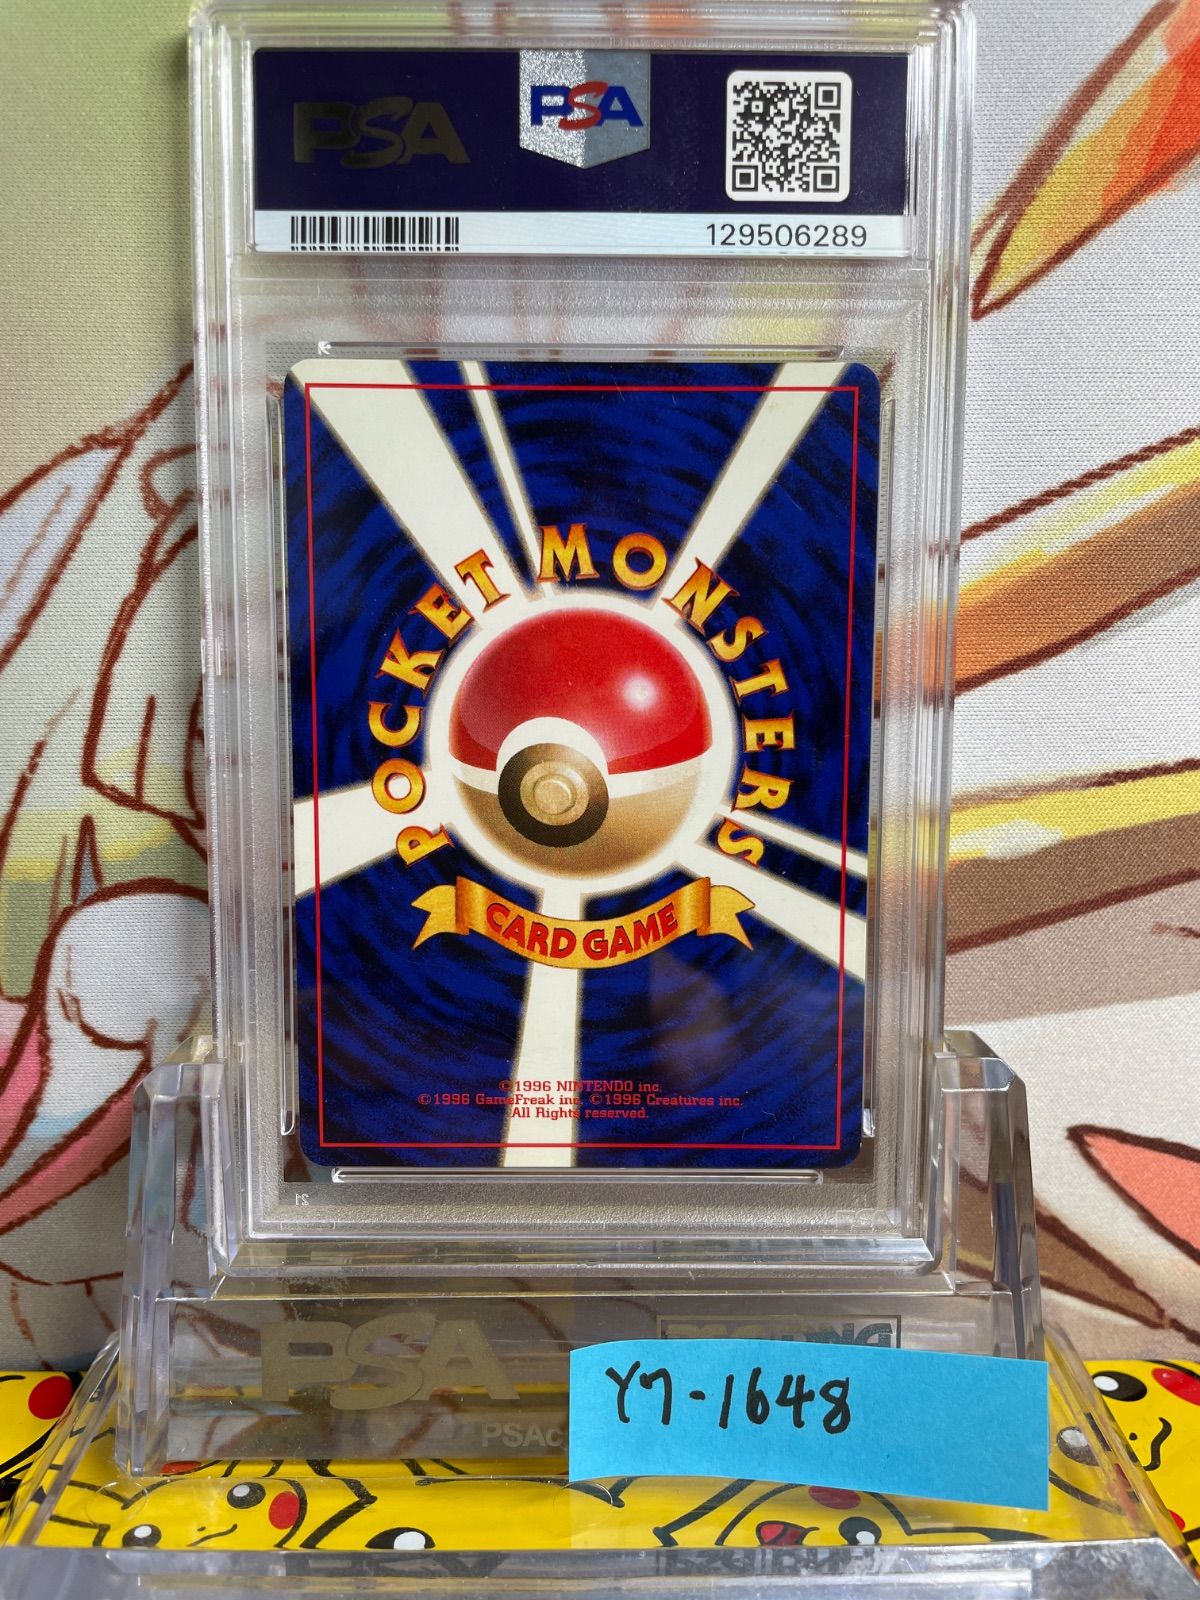 PSA
PSA
129506289
POCKET MONSTERS
CARD GAME
©1996 NINTENDO inc.
©1996 GameFreak inc. ©1996 Creatures inc.
All Rights reserved.
PSA
Y7-1648